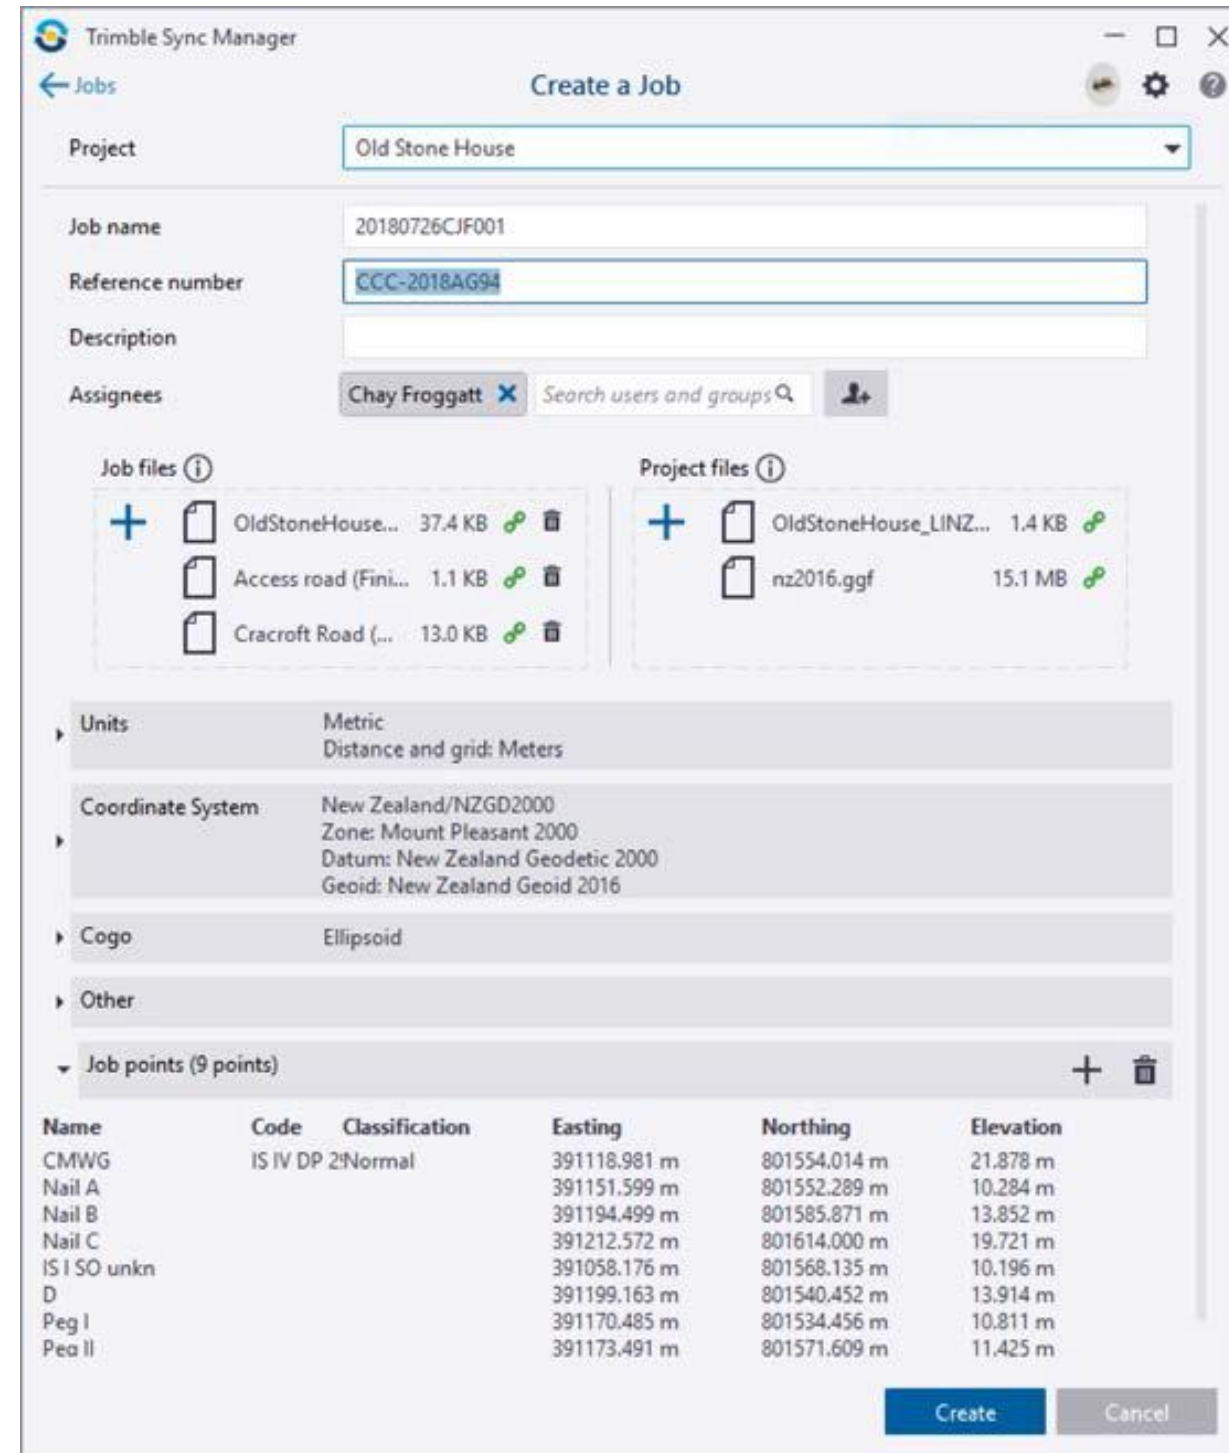 Trimble Sync Manager
Jobs
Create a Job
Project Old Stone House
Job name 20180726CJF001
Reference number CCC-2018AG94
Description
Assignees Chay Froggatt Search users and groups
Job files Project files
OldStoneHouse... 37.4 KB OldStoneHouse_LINZ... 1.4 KB
Access road (Fini... 1.1 KB nz2016.ggf 15.1 MB
Cracroft Road (... 13.0 KB
Units Metric
Distance and grid: Meters
Coordinate System New Zealand/NZGD2000
Zone: Mount Pleasant 2000
Datum: New Zealand Geodetic 2000
Geoid: New Zealand Geoid 2016
Cogo Ellipsoid
Other
Job points (9 points)
Name Code Classification Easting Northing Elevation
CMWG IS IV DP 2 Normal 391118.981 m 801554.014 m 21.878 m
Nail A 391151.599 m 801552.289 m 10.284 m
Nail B 391194.499 m 801585.871 m 13.852 m
Nail C 391212.572 m 801614.000 m 19.721 m
IS I SO unkn 391058.176 m 801568.135 m 10.196 m
D 391199.163 m 801540.452 m 13.914 m
Peg I 391170.485 m 801534.456 m 10.811 m
Peg II 391173.491 m 801571.609 m 11.425 m
Create Cancel